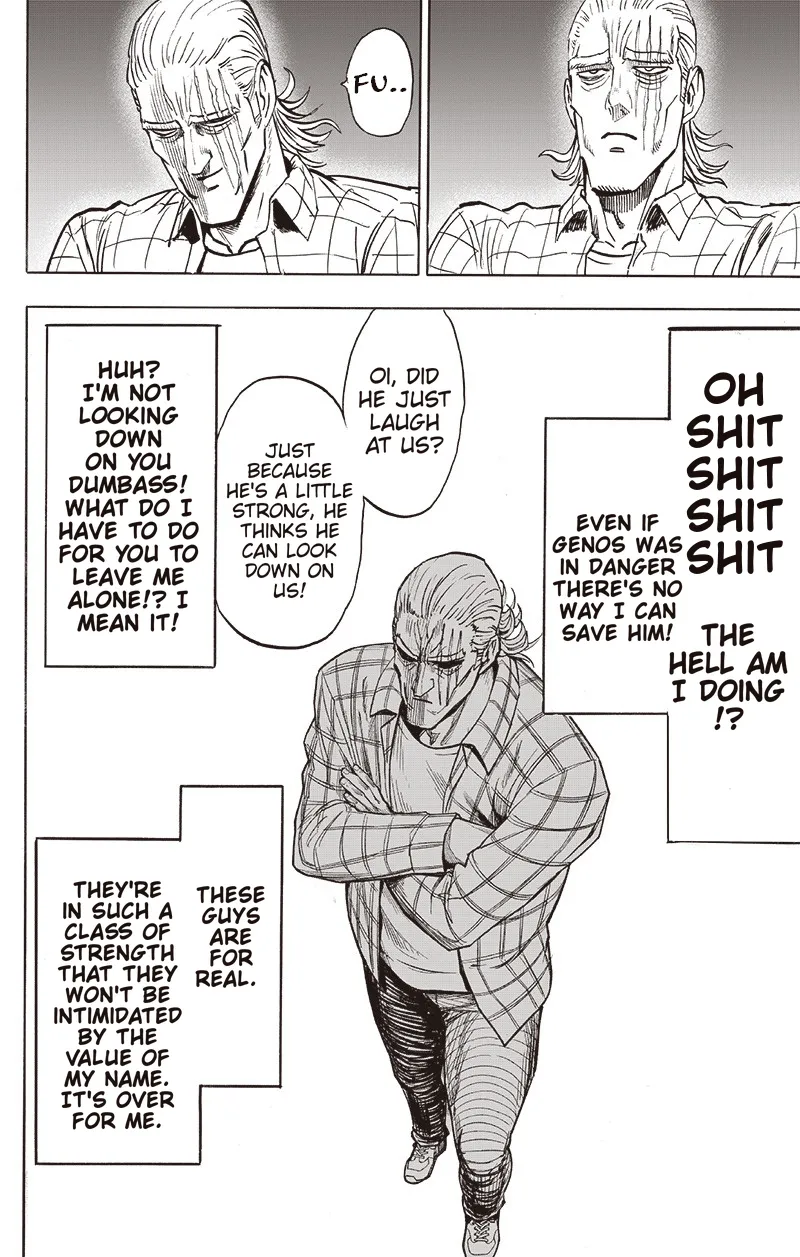 FU..
OH
SHIT
SHIT
SHIT
SHIT
THE
HELL AM
I DOING
!?
EVEN IF
GENOS WAS
IN DANGER
THERE'S NO
WAY I CAN
SAVE HIM!
OI, DID
HE JUST
LAUGH
AT US?
JUST
BECAUSE
HE'S A LITTLE
STRONG, HE
THINKS HE
CAN LOOK
DOWN ON
US!
HUH?
I'M NOT
LOOKING
DOWN
ON YOU
DUMBASS!
WHAT DO I
HAVE TO DO
FOR YOU TO
LEAVE ME
ALONE!? I
MEAN IT!
THESE
GUYS
ARE
FOR
REAL.
THEY'RE
IN SUCH A
CLASS OF
STRENGTH
THAT THEY
WON'T BE
INTIMIDATED
BY THE
VALUE OF
MY NAME.
IT'S OVER
FOR ME.